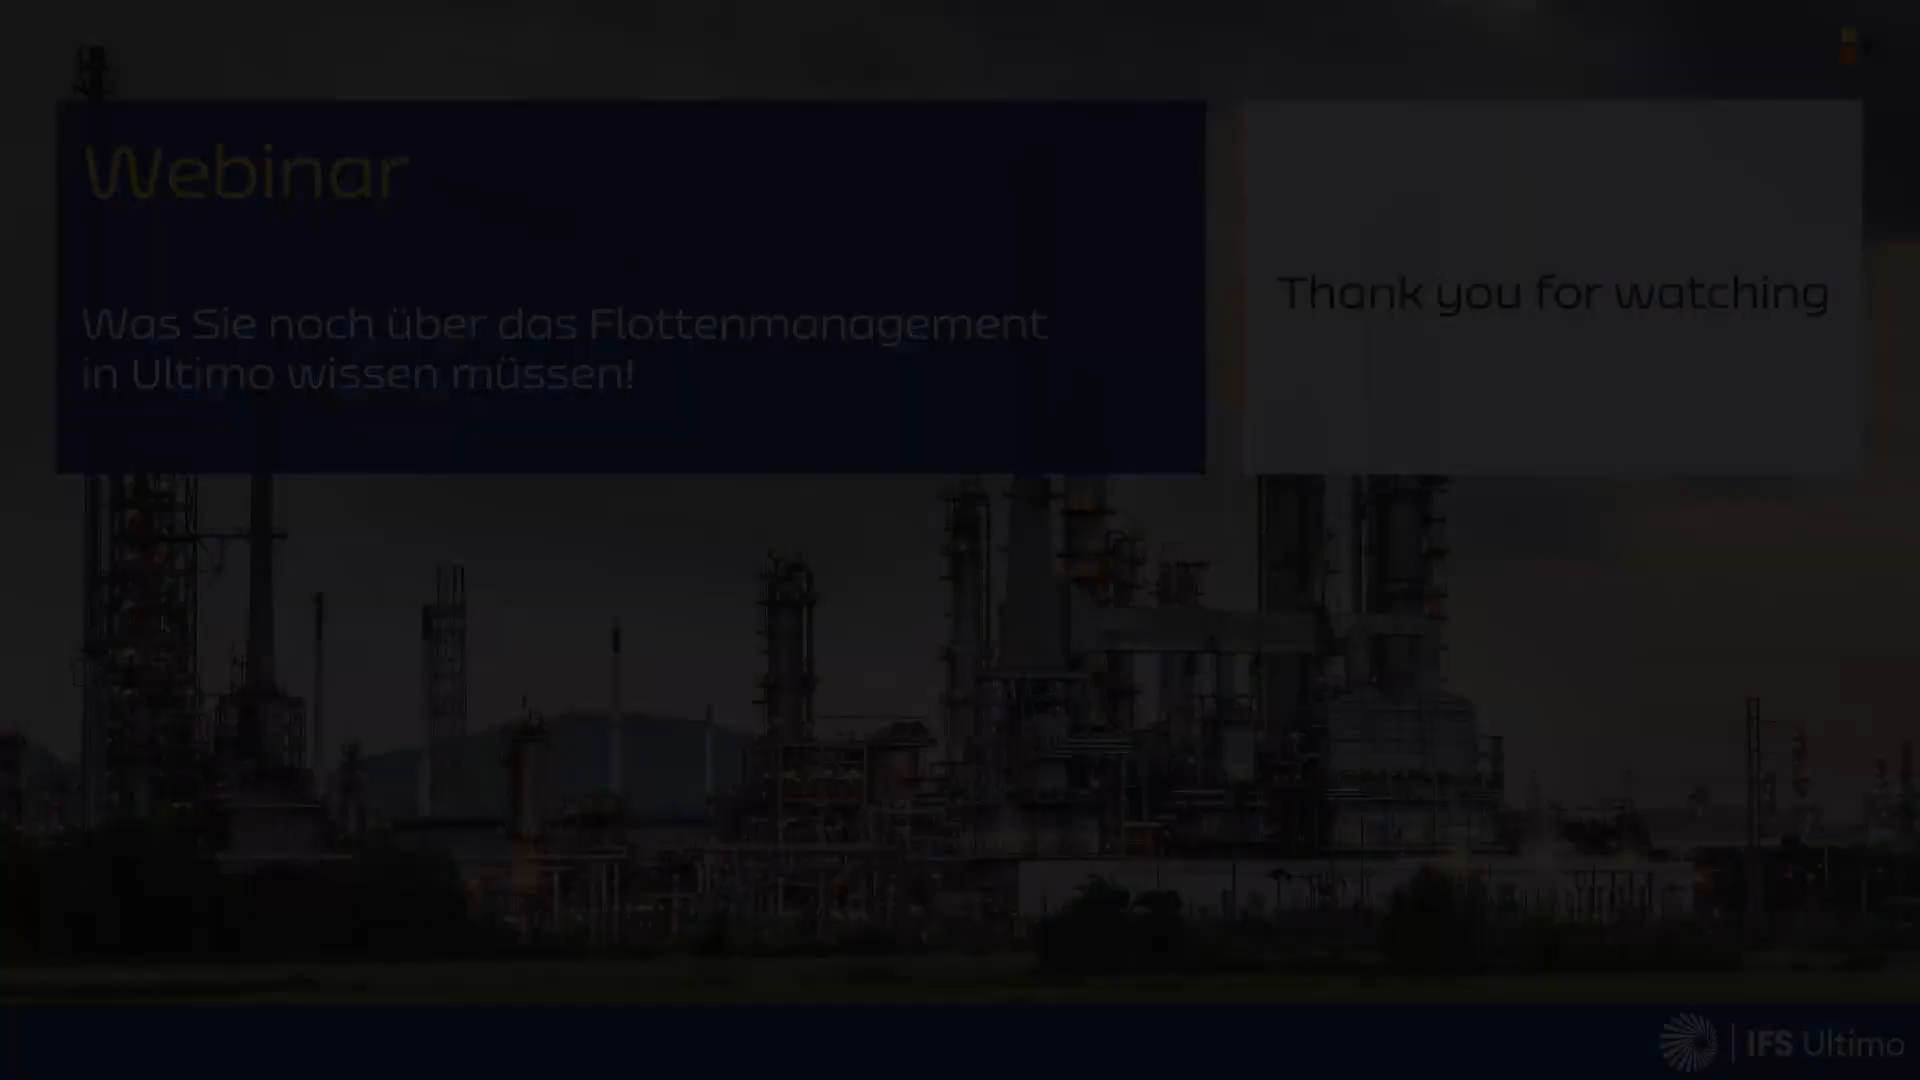 Webinar
Was Sie noch über das Flottenmanagement
in Ultimo wissen müssen!
Thank you for watching
IFS Ultimo